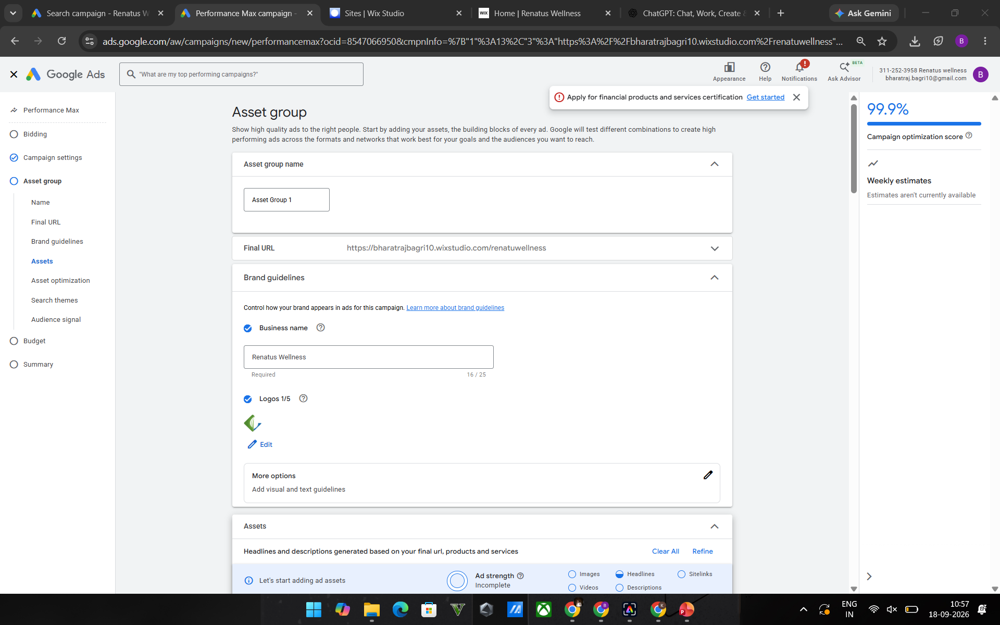 Search campaign - Renatus W
Performance Max campaign -
Sites | Wix Studio
WIX
Home | Renatus Wellness
ChatGPT: Chat, Work, Create &
Ask Gemini
ads.google.com/aw/campaigns/new/performancemax?ocid=8547066950&cmpnInfo=%7B"1"%3A13%2C"3"%3A"https%3A%2F%2Fbharatrajbagri10.wixstudio.com%2Frenatuwellness"...
B
Google Ads
"What are my top performing campaigns?"
Appearance
Help
Notifications
BETA
Ask Advisor
311-252-3958 Renatus wellness
bharatraj.bagri10@gmail.com
B
Apply for financial products and services certification Get started
Performance Max
Bidding
Campaign settings
Asset group
Name
Final URL
Brand guidelines
Assets
Asset optimization
Search themes
Audience signal
Budget
Summary
Asset group
Show high quality ads to the right people. Start by adding your assets, the building blocks of every ad. Google will test different combinations to create high
performing ads across the formats and networks that work best for your goals and the audiences you want to reach.
Asset group name
Asset Group 1
Final URL
https://bharatrajbagri10.wixstudio.com/renatuwellness
Brand guidelines
Control how your brand appears in ads for this campaign. Learn more about brand guidelines
Business name
Renatus Wellness
Required
16 / 25
Logos 1/5
Edit
More options
Add visual and text guidelines
Assets
Headlines and descriptions generated based on your final url, products and services
Clear All
Refine
Let's start adding ad assets
Ad strength
Incomplete
Images
Headlines
Sitelinks
Videos
Descriptions
99.9%
Campaign optimization score
Weekly estimates
Estimates aren't currently available
B
K
P
ENG
IN
10:57
18-09-2026